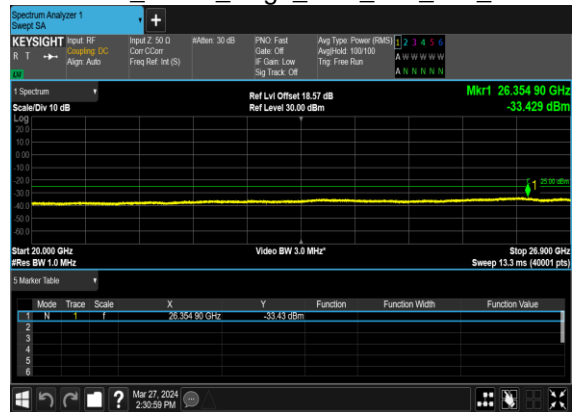 Spectrum Analyzer 1
Swept SA
+
KEYSIGHT
R T
Input: RF
Coupling: DC
Align: Auto
Input Z: 50 Ω
Corr CCorr
Freq Ref: Int (S)
#Atten: 30 dB
PNO: Fast
Gate: Off
IF Gain: Low
Sig Track: Off
Avg Type: Power (RMS)
Avg|Hold: 100/100
Trig: Free Run
1 2 3 4 5 6
A W W W W W
A N N N N N
1 Spectrum
Scale/Div 10 dB
Ref Lvl Offset 18.57 dB
Ref Level 30.00 dBm
Mkr1 26.354 90 GHz
-33.429 dBm
Log
20.0
10.0
0.00
-10.0
-20.0
-30.0
-40.0
-50.0
-60.0
1
Start 20.000 GHz
#Res BW 1.0 MHz
Video BW 3.0 MHz*
Stop 26.900 GHz
Sweep 13.3 ms (40001 pts)
5 Marker Table
Mode Trace Scale X Y Function Function Width Function Value
1 N 1 f 26.354 90 GHz -33.43 dBm
2
3
4
5
6
?
Mar 27, 2024
2:30:59 PM